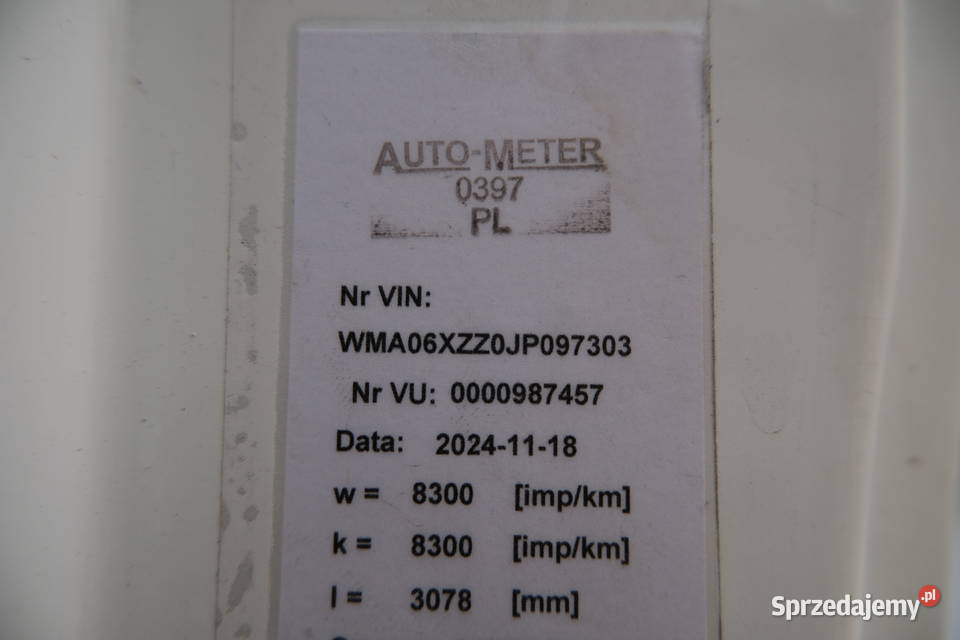 AUTO-METER
0397
PL
Nr VIN:
WMA06XZZ0JP097303
Nr VU: 0000987457
Data: 2024-11-18
w = 8300 [imp/km]
k = 8300 [imp/km]
l = 3078 [mm]
Sprzedajemy.pl